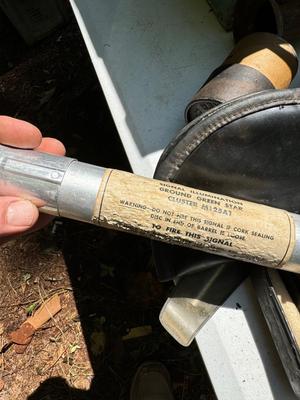 SIGNAL ILLUMINATION
GROUND GREEN STAR
CLUSTER M125A1
WARNING-DO NOT FIRE THIS SIGNAL IF CORK SEALING
DISC IN END OF BARREL IS LOOSE.
TO FIRE THIS SIGNAL